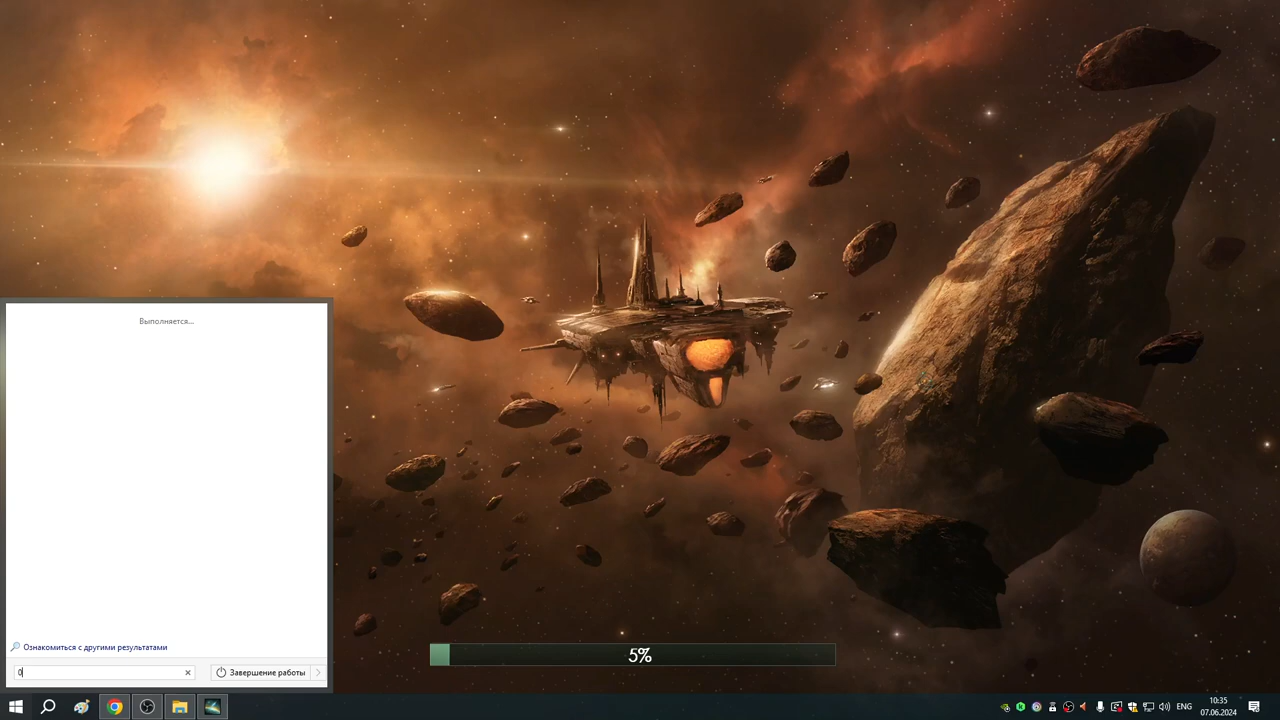 Выполняется...
Ознакомиться с другими результатами
0
Завершение работы
5%
ENG
10:35
07.06.2024